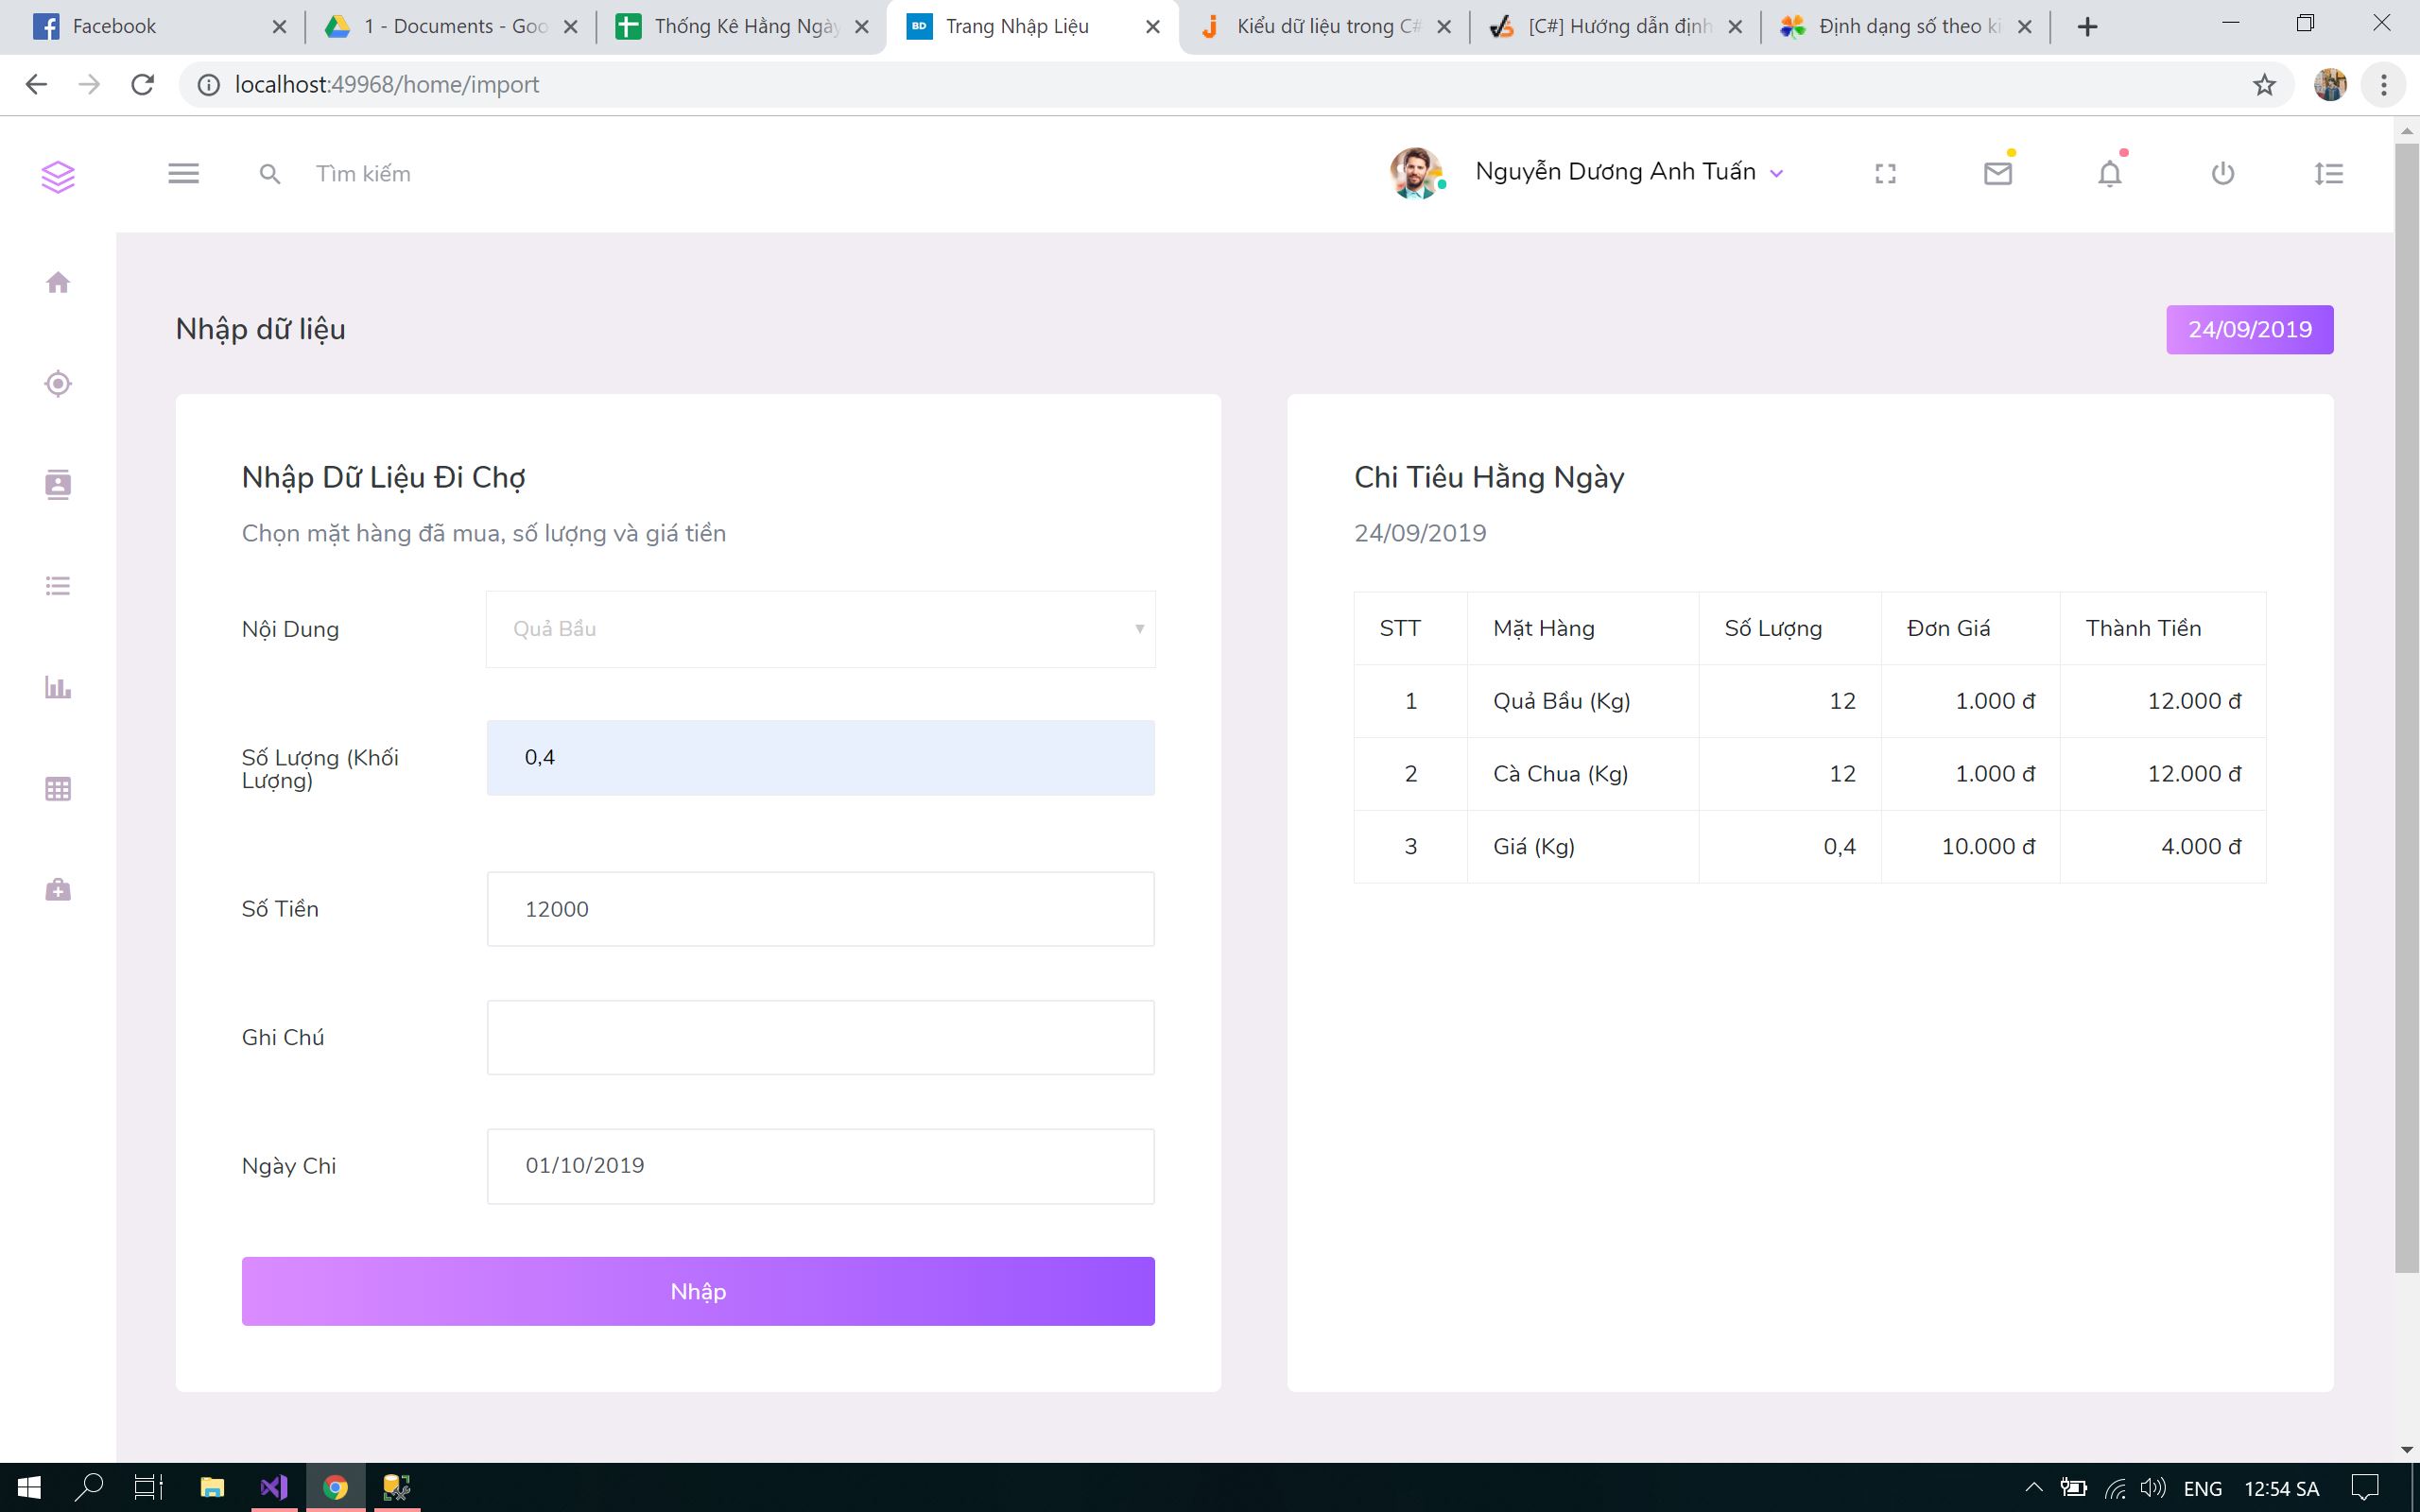 Facebook
1 - Documents - Goo
Thống Kê Hằng Ngày
BD
Trang Nhập Liệu
Kiểu dữ liệu trong C#
[C#] Hướng dẫn định
Định dạng số theo ki
localhost:49968/home/import
Tìm kiếm
Nguyễn Dương Anh Tuấn
Nhập dữ liệu
24/09/2019
Nhập Dữ Liệu Đi Chợ
Chọn mặt hàng đã mua, số lượng và giá tiền
Nội Dung
Quả Bầu
Số Lượng (Khối
Lượng)
0,4
Số Tiền
12000
Ghi Chú
Ngày Chi
01/10/2019
Nhập
Chi Tiêu Hằng Ngày
24/09/2019
STT Mặt Hàng Số Lượng Đơn Giá Thành Tiền
1 Quả Bầu (Kg) 12 1.000 đ 12.000 đ
2 Cà Chua (Kg) 12 1.000 đ 12.000 đ
3 Giá (Kg) 0,4 10.000 đ 4.000 đ
ENG 12:54 SA